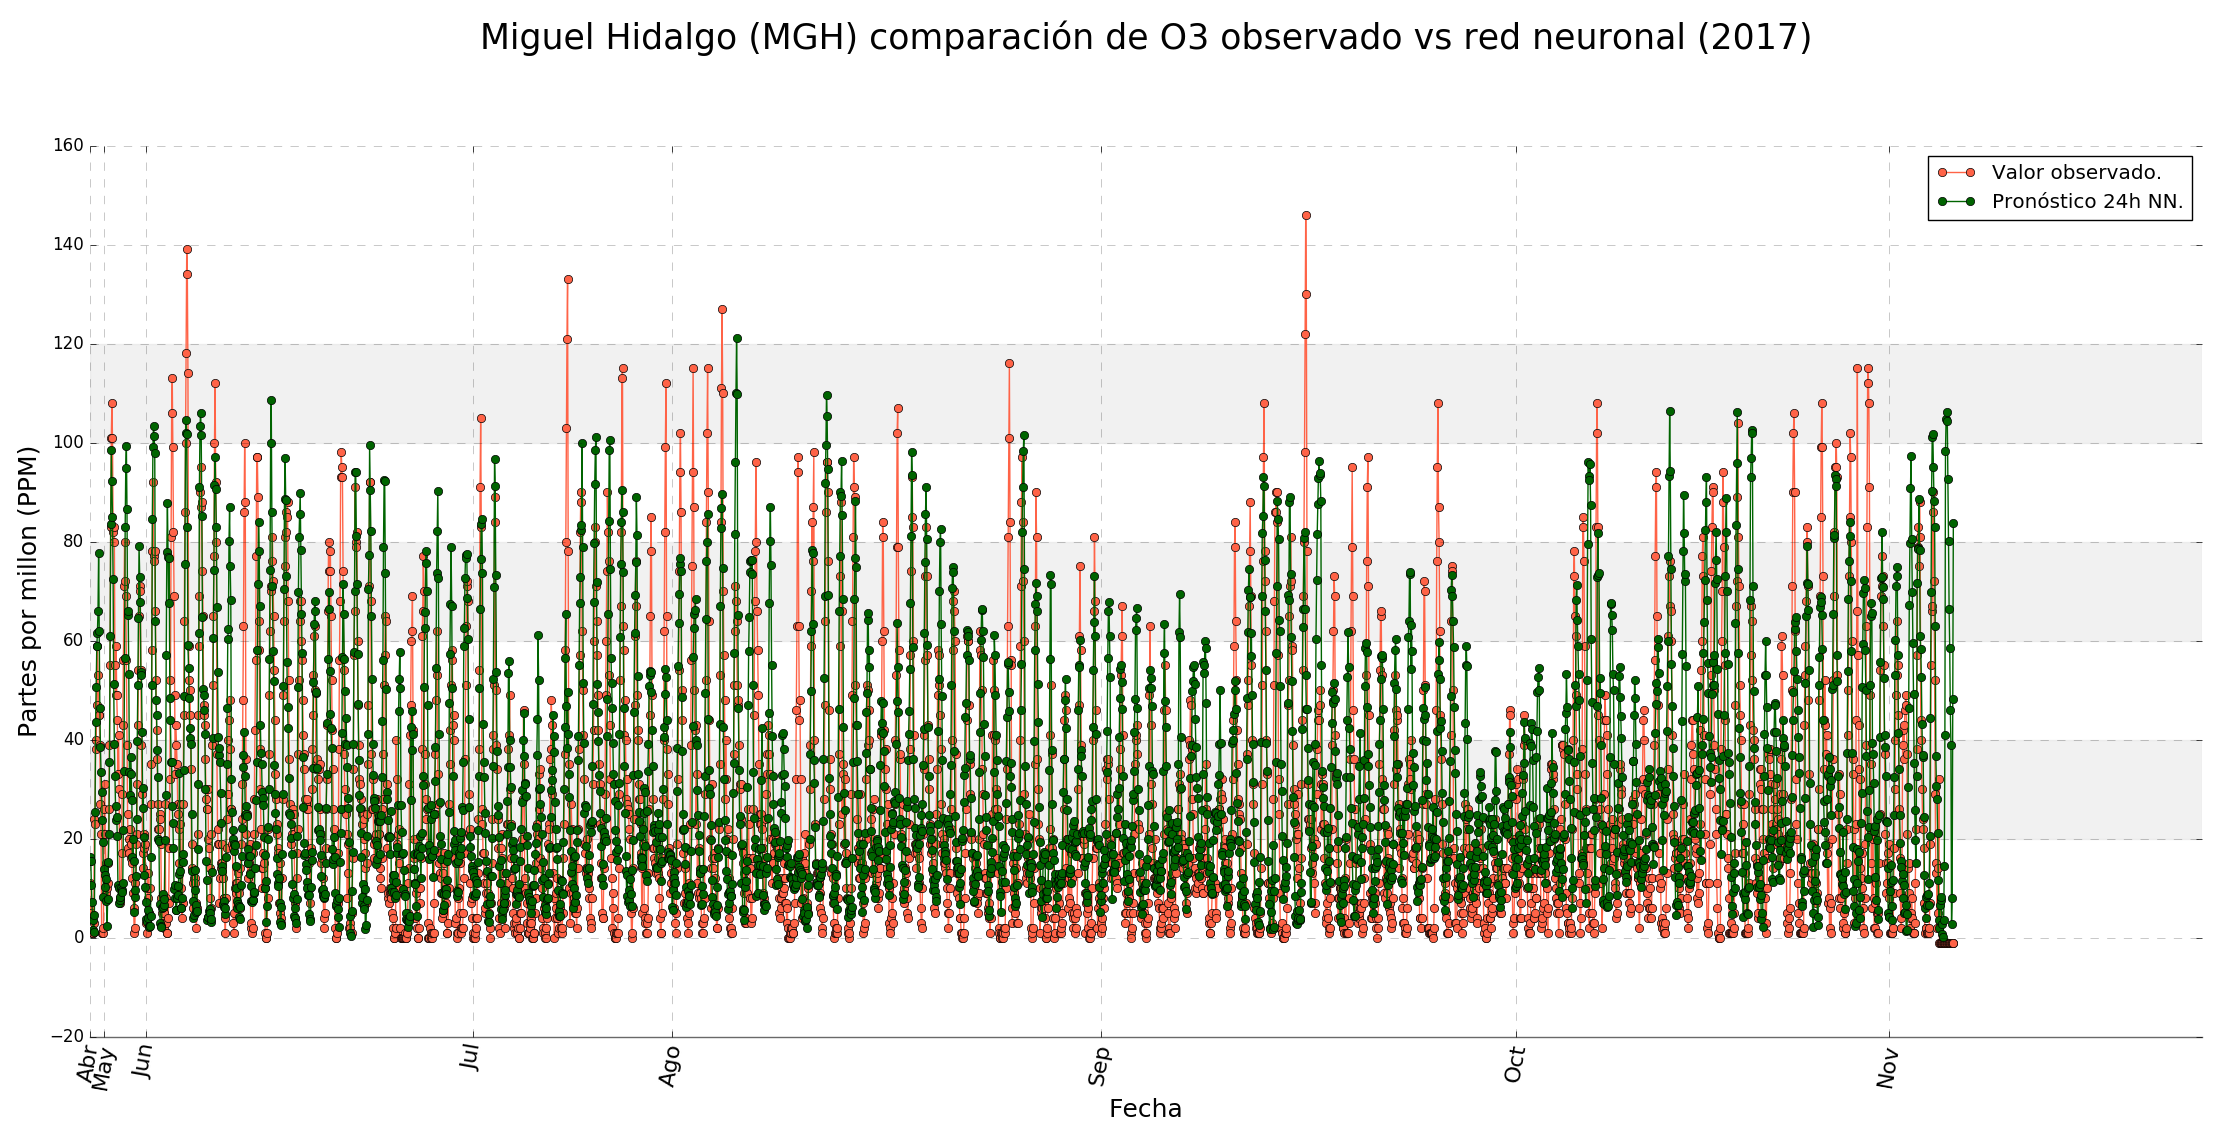 Miguel Hidalgo (MGH) comparación de O3 observado vs red neuronal (2017)
Valor observado.
Pronóstico 24h NN.
160
140
120
100
80
60
40
20
0
−20
Partes por millon (PPM)
Abr
May
Jun
Jul
Ago
Sep
Oct
Nov
Fecha